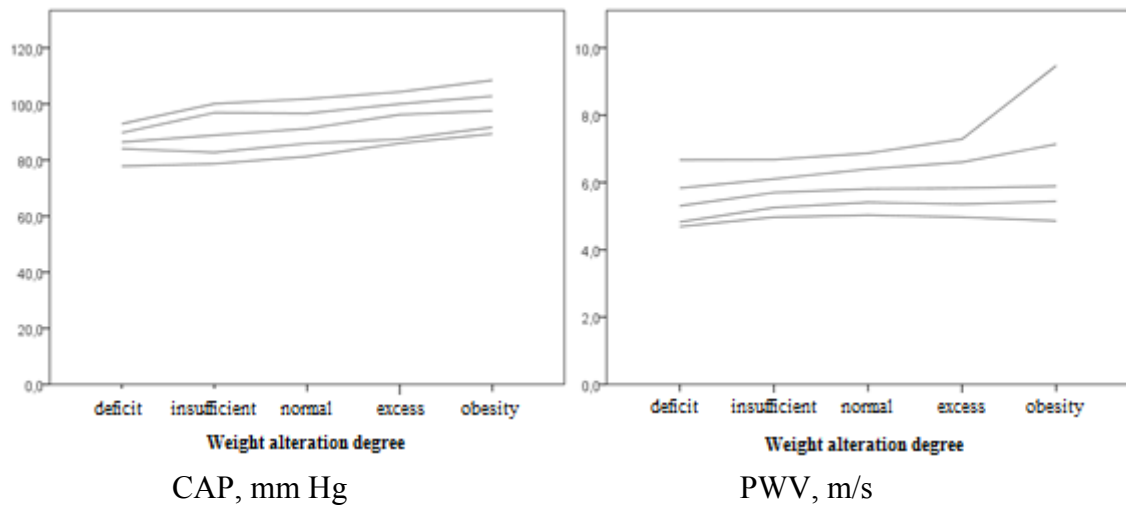 120,0
100,0
80,0
60,0
40,0
20,0
0,0
deficit insufficient normal excess obesity
Weight alteration degree
CAP, mm Hg
10,0
8,0
6,0
4,0
2,0
0,0
deficit insufficient normal excess obesity
Weight alteration degree
PWV, m/s